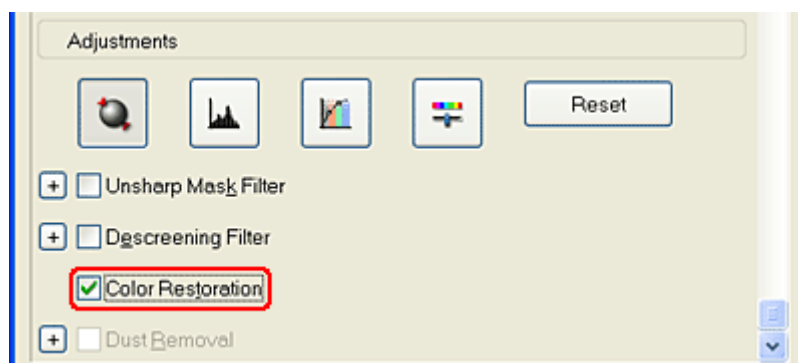 Adjustments
Reset
Unsharp Mask Filter
Descreening Filter
Color Restoration
Dust Removal